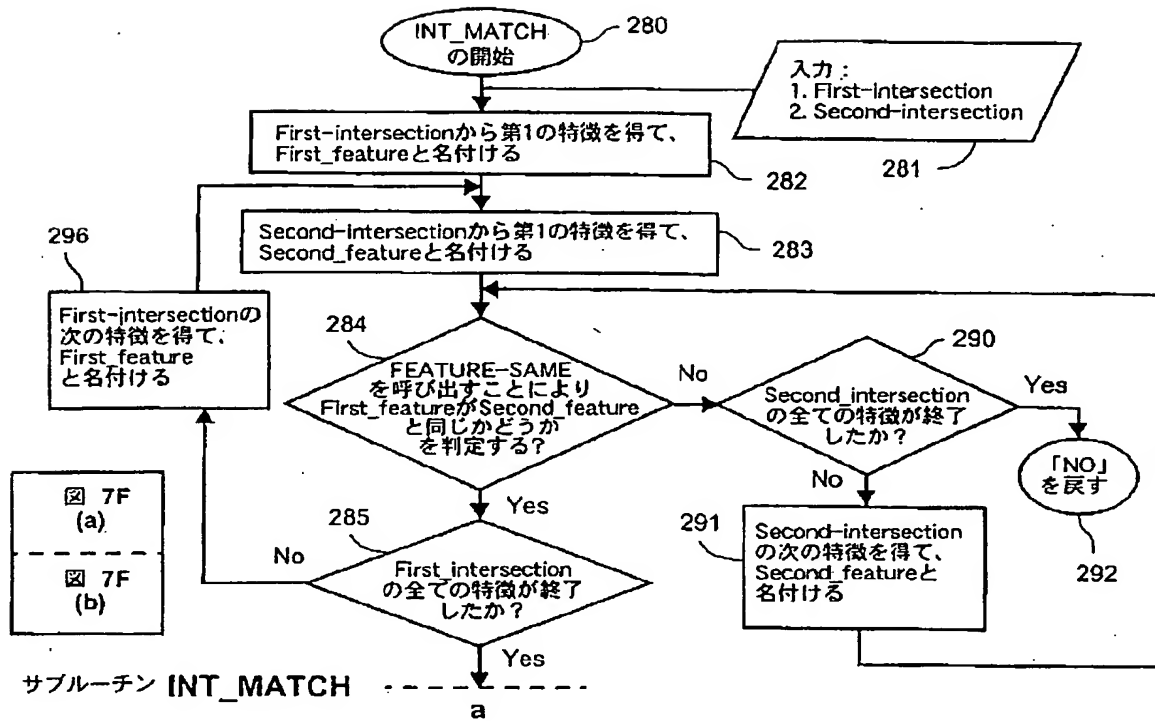 INT_MATCH
の開始
280
入力：
1. First-intersection
2. Second-intersection
281
First-intersectionから第1の特徴を得て、
First_featureと名付ける
282
Second-intersectionから第1の特徴を得て、
Second_featureと名付ける
283
296
First-intersectionの
次の特徴を得て、
First_feature
と名付ける
284
FEATURE-SAME
を呼び出すことにより
First_featureがSecond_feature
と同じかどうか
を判定する？
No
Yes
290
Second_intersection
の全ての特徴が終了
したか？
Yes
No
「NO」
を戻す
292
291
Second-intersection
の次の特徴を得て、
Second_featureと
名付ける
285
First_intersection
の全ての特徴が終了
したか？
No
Yes
図 7F
(a)
図 7F
(b)
サブルーチン INT_MATCH
a